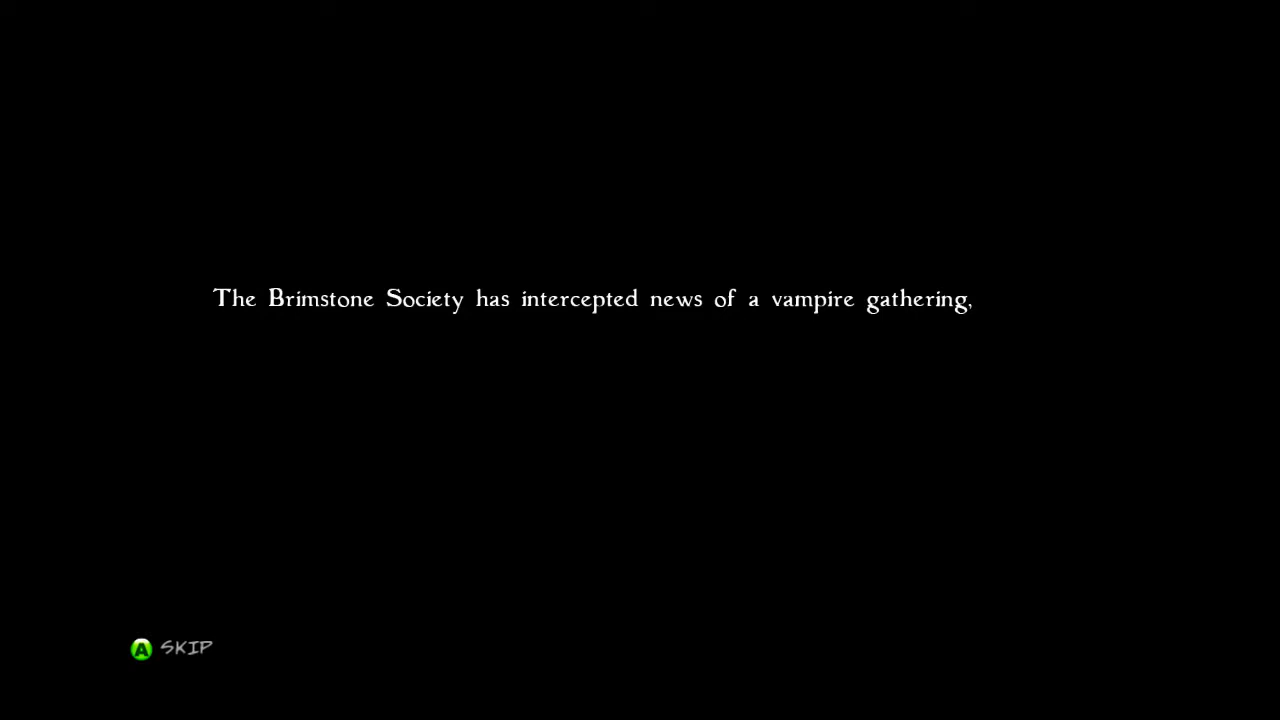 The Brimstone Society has intercepted news of a vampire gathering,
A SKIP